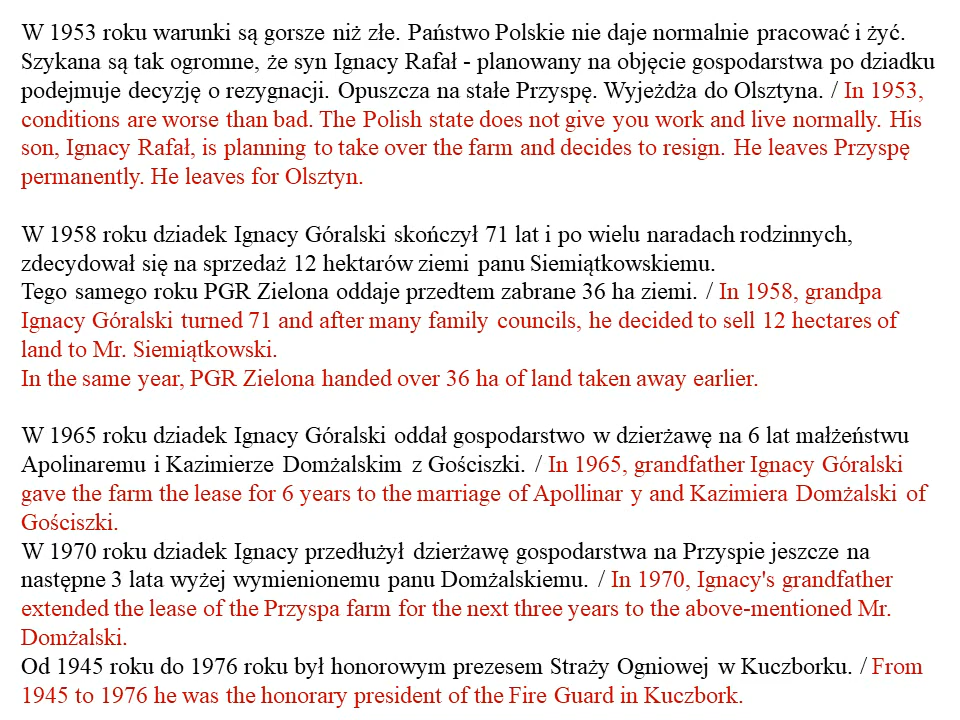 W 1953 roku warunki są gorsze niż złe. Państwo Polskie nie daje normalnie pracować i żyć.
Szykana są tak ogromne, że syn Ignacy Rafał - planowany na objęcie gospodarstwa po dziadku
podejmuje decyzję o rezygnacji. Opuszcza na stałe Przyspę. Wyjeżdża do Olsztyna. / In 1953,
conditions are worse than bad. The Polish state does not give you work and live normally. His
son, Ignacy Rafał, is planning to take over the farm and decides to resign. He leaves Przyspę
permanently. He leaves for Olsztyn.
W 1958 roku dziadek Ignacy Góralski skończył 71 lat i po wielu naradach rodzinnych,
zdecydował się na sprzedaż 12 hektarów ziemi panu Siemiątkowskiemu.
Tego samego roku PGR Zielona oddaje przedtem zabrane 36 ha ziemi. / In 1958, grandpa
Ignacy Góralski turned 71 and after many family councils, he decided to sell 12 hectares of
land to Mr. Siemiątkowski.
In the same year, PGR Zielona handed over 36 ha of land taken away earlier.
W 1965 roku dziadek Ignacy Góralski oddał gospodarstwo w dzierżawę na 6 lat małżeństwu
Apolinaremu i Kazimierze Domżalskim z Gościszki. / In 1965, grandfather Ignacy Góralski
gave the farm the lease for 6 years to the marriage of Apollinar y and Kazimiera Domżalski of
Gościszki.
W 1970 roku dziadek Ignacy przedłużył dzierżawę gospodarstwa na Przyspie jeszcze na
następne 3 lata wyżej wymienionemu panu Domżalskiemu. / In 1970, Ignacy's grandfather
extended the lease of the Przyspa farm for the next three years to the above-mentioned Mr.
Domżalski.
Od 1945 roku do 1976 roku był honorowym prezesem Straży Ogniowej w Kuczborku. / From
1945 to 1976 he was the honorary president of the Fire Guard in Kuczbork.